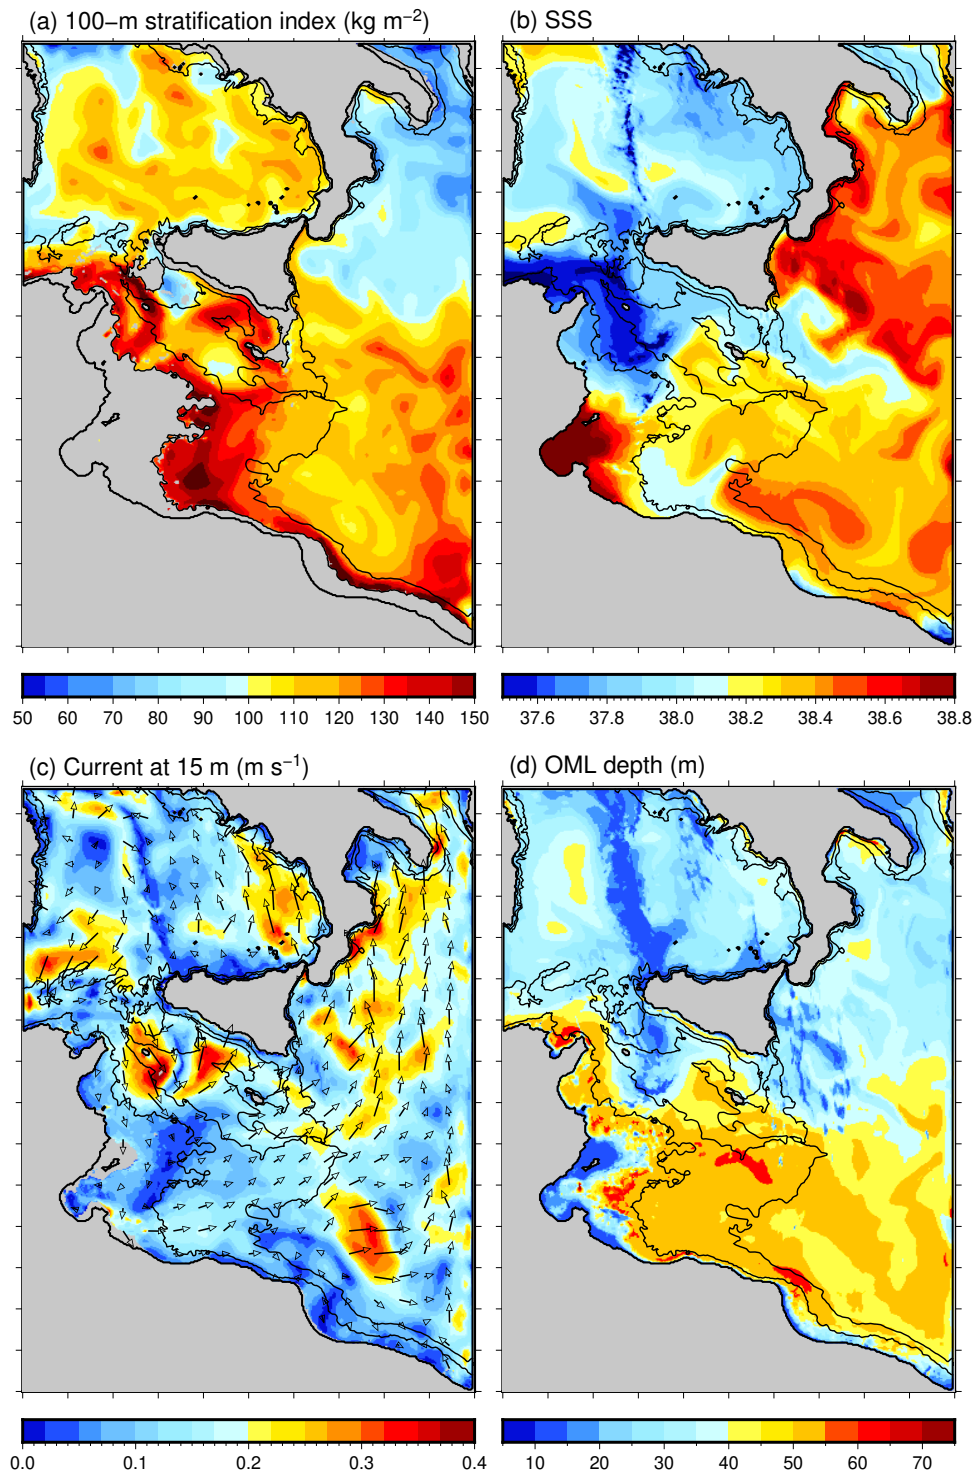 (a) 100−m stratification index (kg m−2)
(b) SSS
50 60 70 80 90 100 110 120 130 140 150
37.6 37.8 38.0 38.2 38.4 38.6 38.8
(c) Current at 15 m (m s−1)
(d) OML depth (m)
0.0 0.1 0.2 0.3 0.4
10 20 30 40 50 60 70